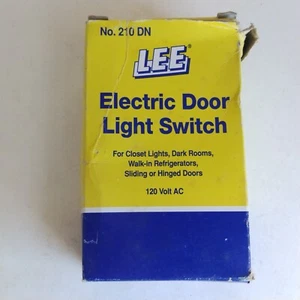 No. 210 DN
LEE
Electric Door
Light Switch
For Closet Lights, Dark Rooms,
Walk-in Refrigerators,
Sliding or Hinged Doors
120 Volt AC